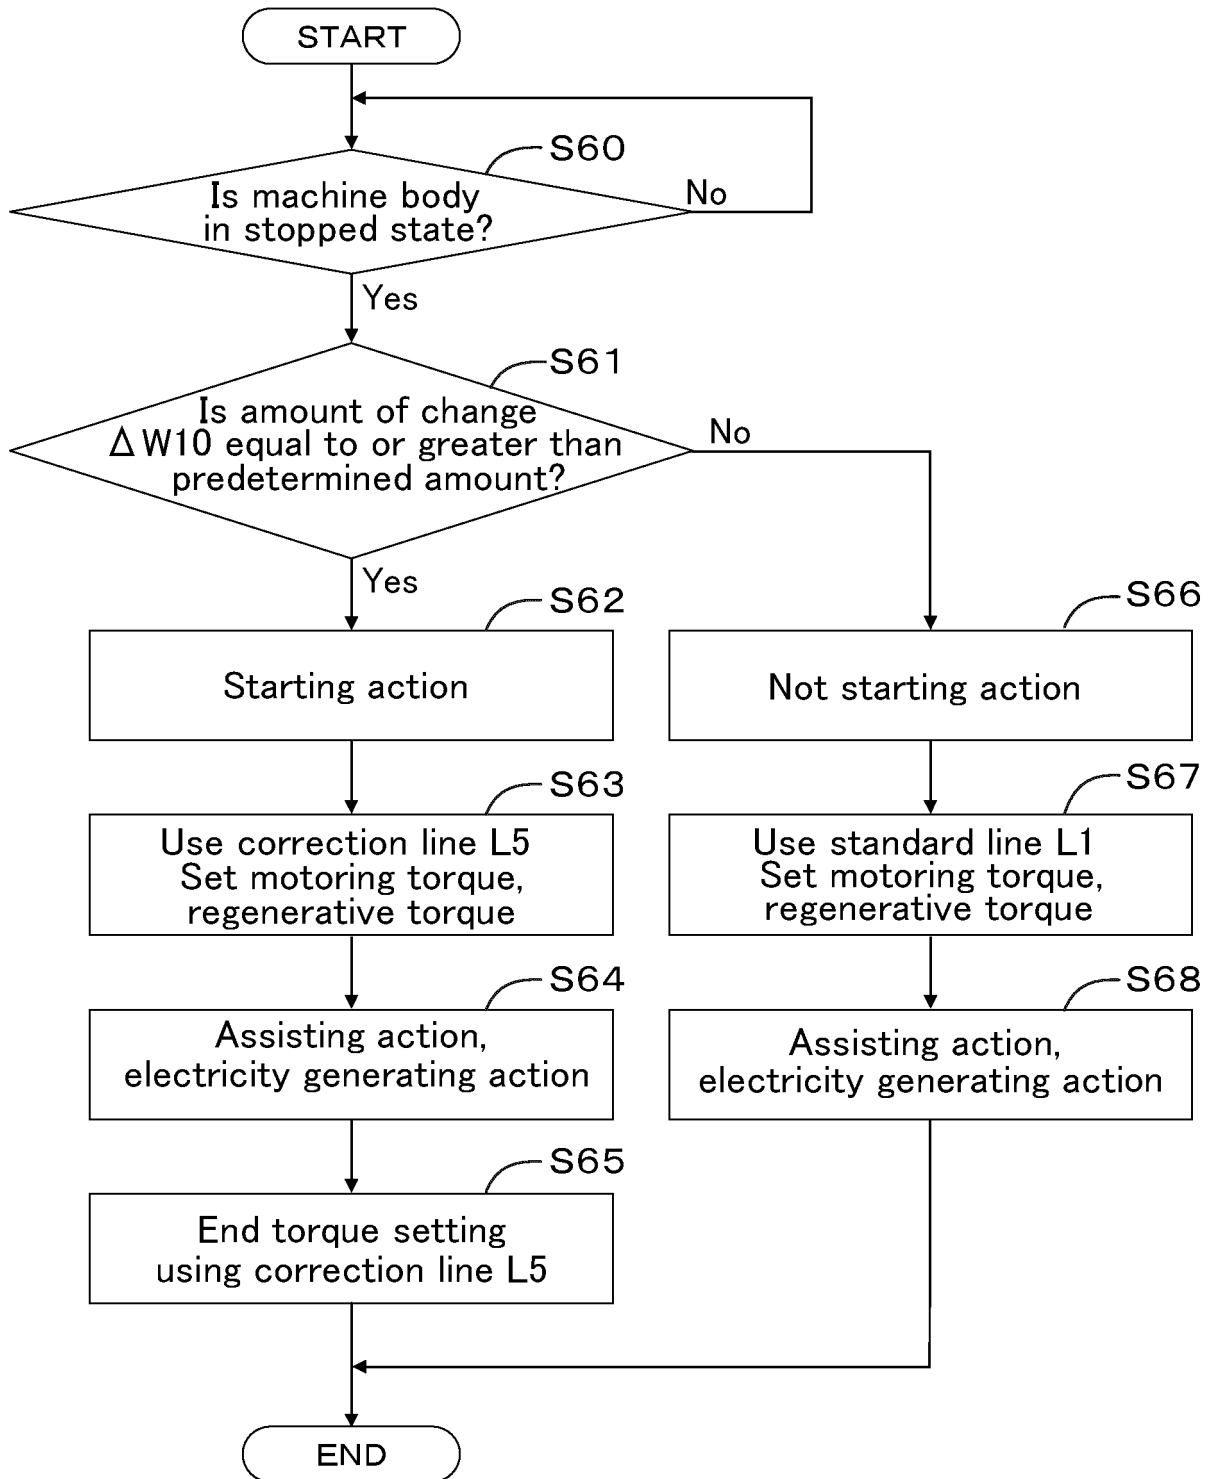 START
S60
Is machine body
in stopped state?
No
Yes
S61
Is amount of change
ΔW10 equal to or greater than
predetermined amount?
No
Yes
S62
Starting action
S63
Use correction line L5
Set motoring torque,
regenerative torque
S64
Assisting action,
electricity generating action
S65
End torque setting
using correction line L5
S66
Not starting action
S67
Use standard line L1
Set motoring torque,
regenerative torque
S68
Assisting action,
electricity generating action
END